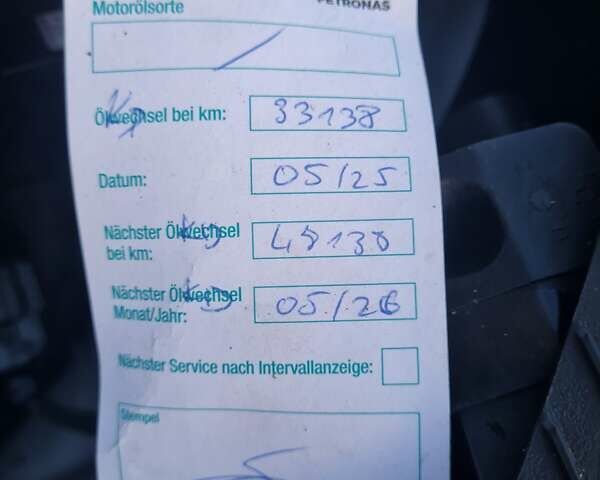 PETRONAS
Motorölsorte
/
Ölwechsel bei km: 33138
Datum: 05/25
Nächster Ölwechsel
bei km: 48138
Nächster Ölwechsel
Monat/Jahr: 05/26
Nächster Service nach Intervallanzeige:
Stempel